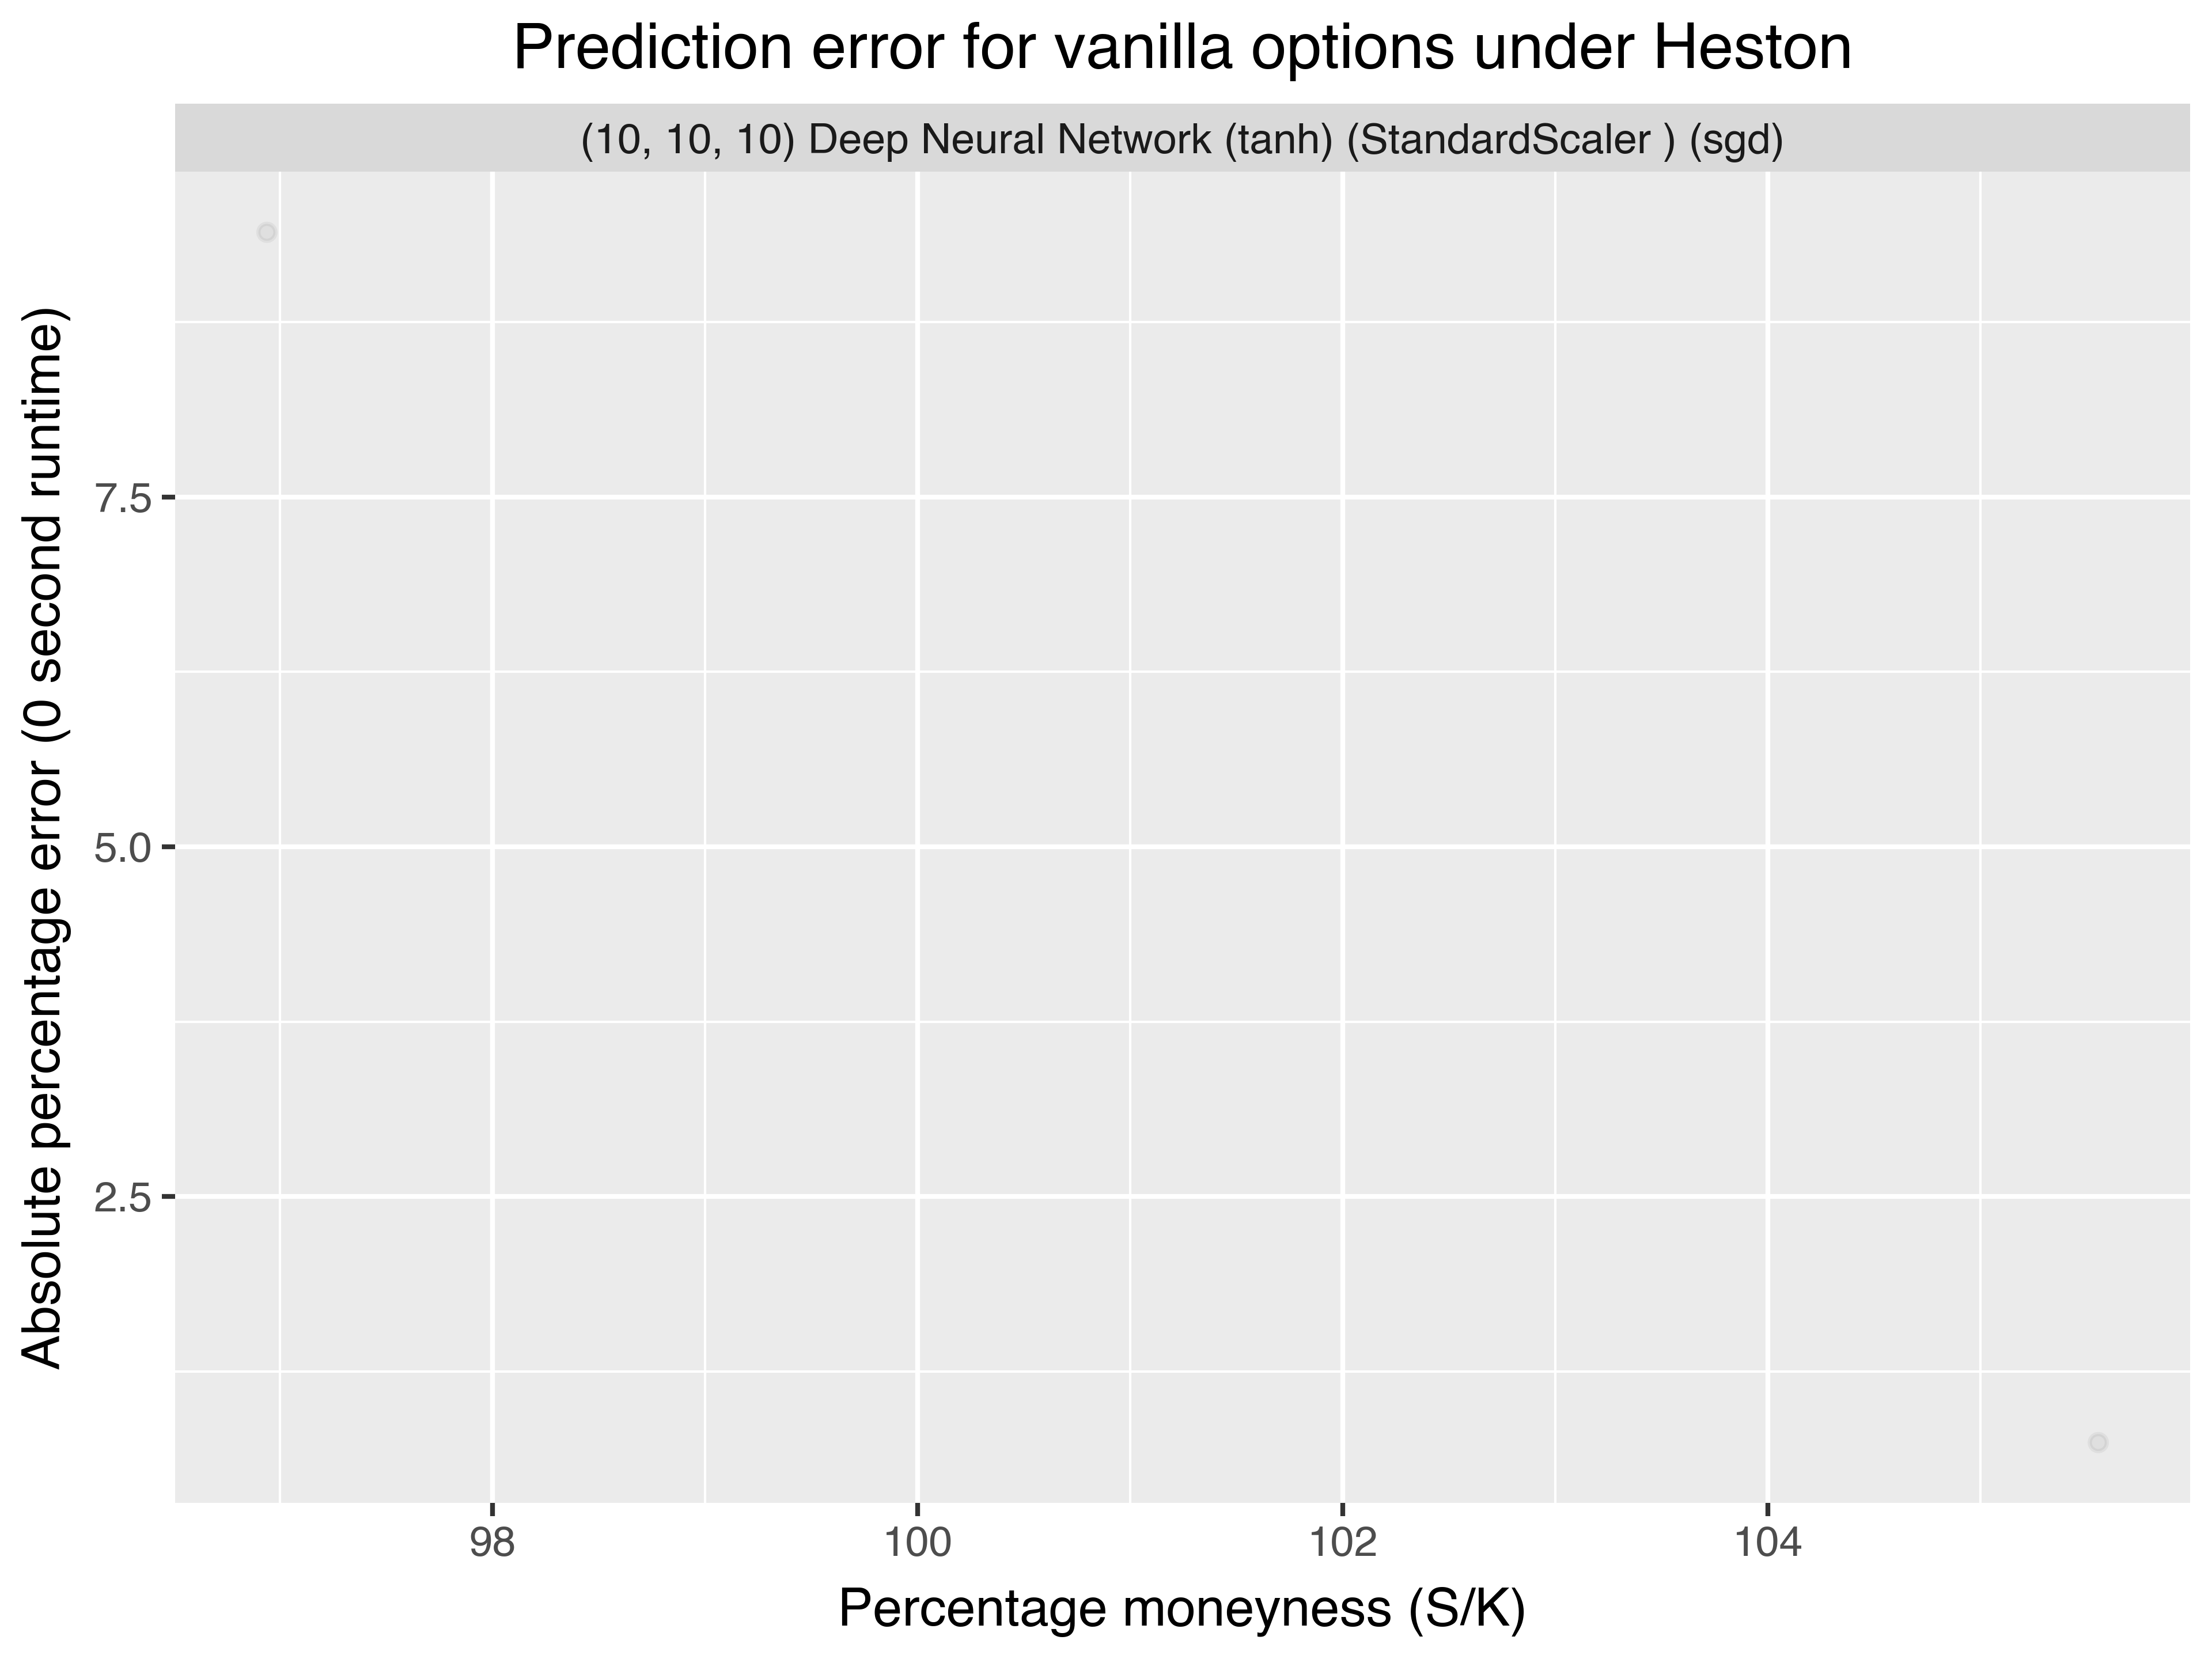 Prediction error for vanilla options under Heston
(10, 10, 10) Deep Neural Network (tanh) (StandardScaler ) (sgd)
Absolute percentage error (0 second runtime)
7.5
5.0
2.5
98
100
102
104
Percentage moneyness (S/K)